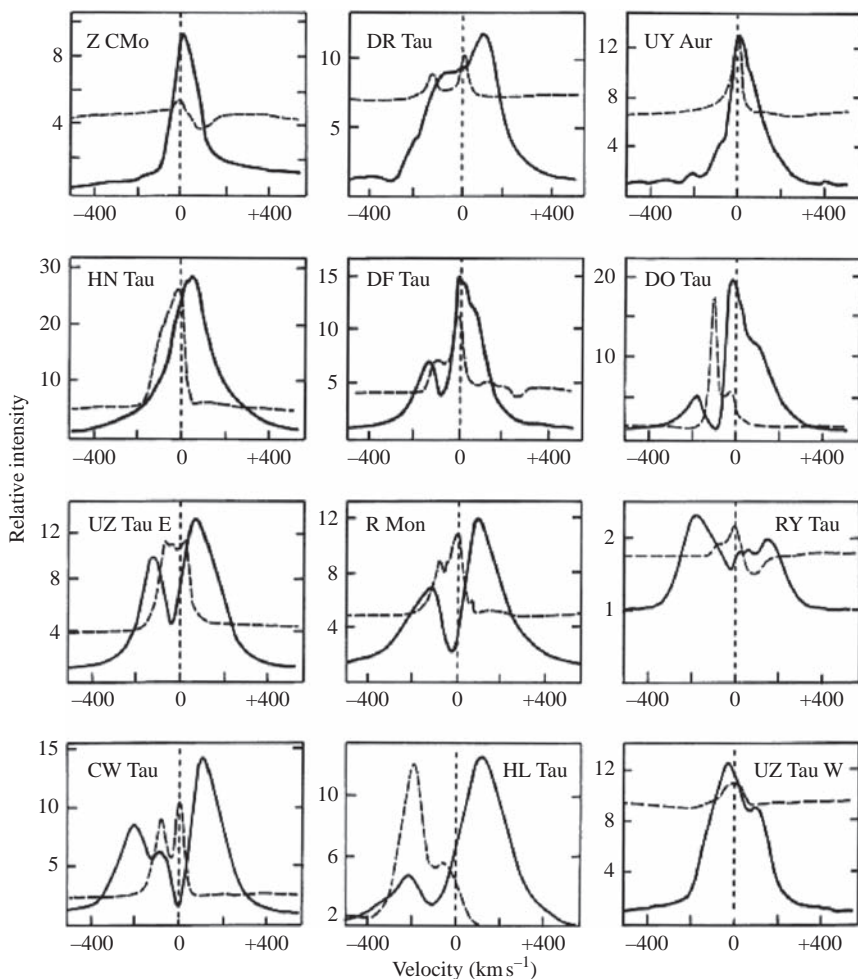 Z CMo
DR Tau
UY Aur
8
4
10
5
12
8
4
−400 0 +400
−400 0 +400
−400 0 +400
HN Tau
DF Tau
DO Tau
30
20
10
15
10
5
20
10
−400 0 +400
−400 0 +400
−400 0 +400
Relative intensity
UZ Tau E
R Mon
RY Tau
12
8
4
12
8
4
2
1
−400 0 +400
−400 0 +400
−400 0 +400
CW Tau
HL Tau
UZ Tau W
15
10
5
10
6
2
12
8
4
−400 0 +400
−400 0 +400
−400 0 +400
Velocity (km s⁻¹)